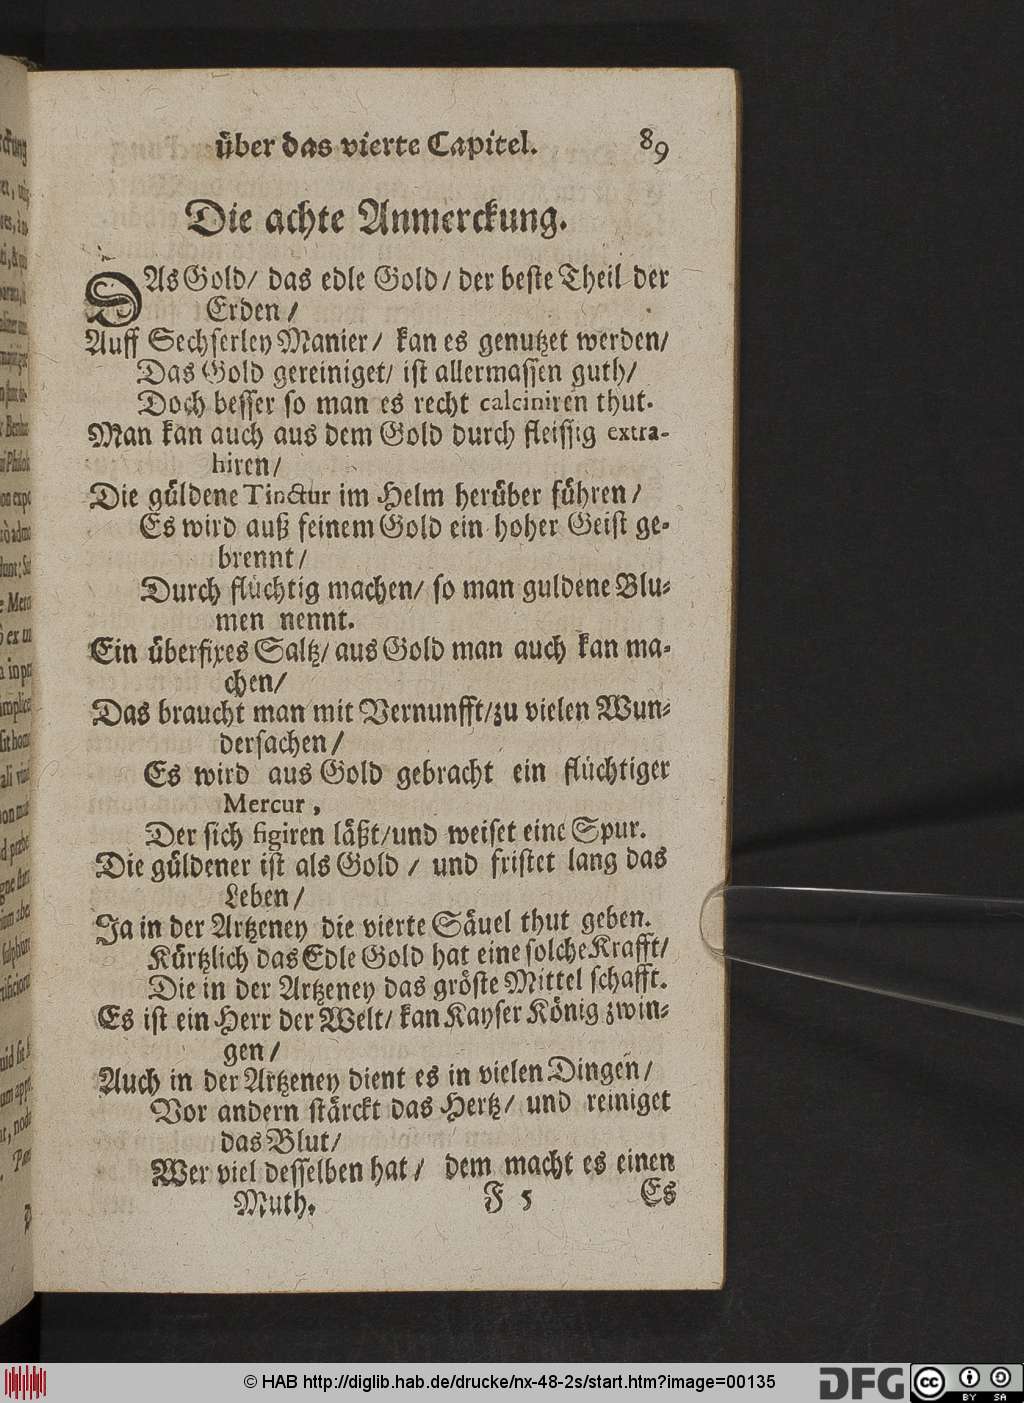 über das vierte Capitel. 89
Die achte Anmerckung.
DAs Gold/ das edle Gold/ der beste Theil der
Erden/
Auff Sechserley Manier/ kan es genutzet werden/
Das Gold gereiniget/ ist allermassen guth/
Doch besser so man es recht calciniren thut.
Man kan auch aus dem Gold durch fleissig extra-
hiren/
Die güldene Tinctur im Helm herüber führen/
Es wird auß seinem Gold ein hoher Geist ge-
brennt/
Durch flüchtig machen/ so man guldene Blu-
men nennt.
Ein überfixes Saltz/ aus Gold man auch kan ma-
chen/
Das braucht man mit Vernunfft/zu vielen Wun-
dersachen/
Es wird aus Gold gebracht ein flüchtiger
Mercur,
Der sich figiren läßt/und weiset eine Spur.
Die güldener ist als Gold/ und fristet lang das
Leben/
Ja in der Artzeney die vierte Säuel thut geben.
Kürtzlich das Edle Gold hat eine solche Krafft/
Die in der Artzeney das gröste Mittel schafft.
Es ist ein Herr der Welt/ kan Kayser König zwin-
gen/
Auch in der Artzeney dient es in vielen Dingen/
Vor andern stärckt das Hertz/ und reiniget
das Blut/
Wer viel desselben hat/ dem macht es einen
Muth.
F 5 Es
© HAB http://diglib.hab.de/drucke/nx-48-2s/start.htm?image=00135
DFG
cc BY SA